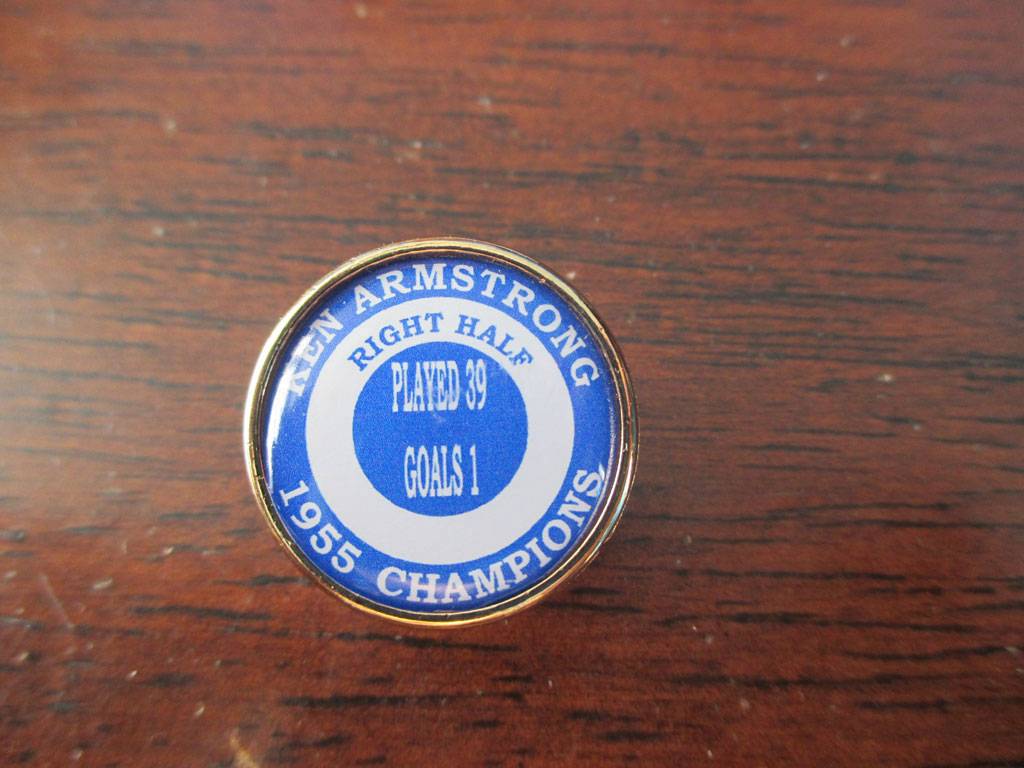 KEN ARMSTRONG
RIGHT HALF
PLAYED 39
GOALS 1
1955 CHAMPIONS